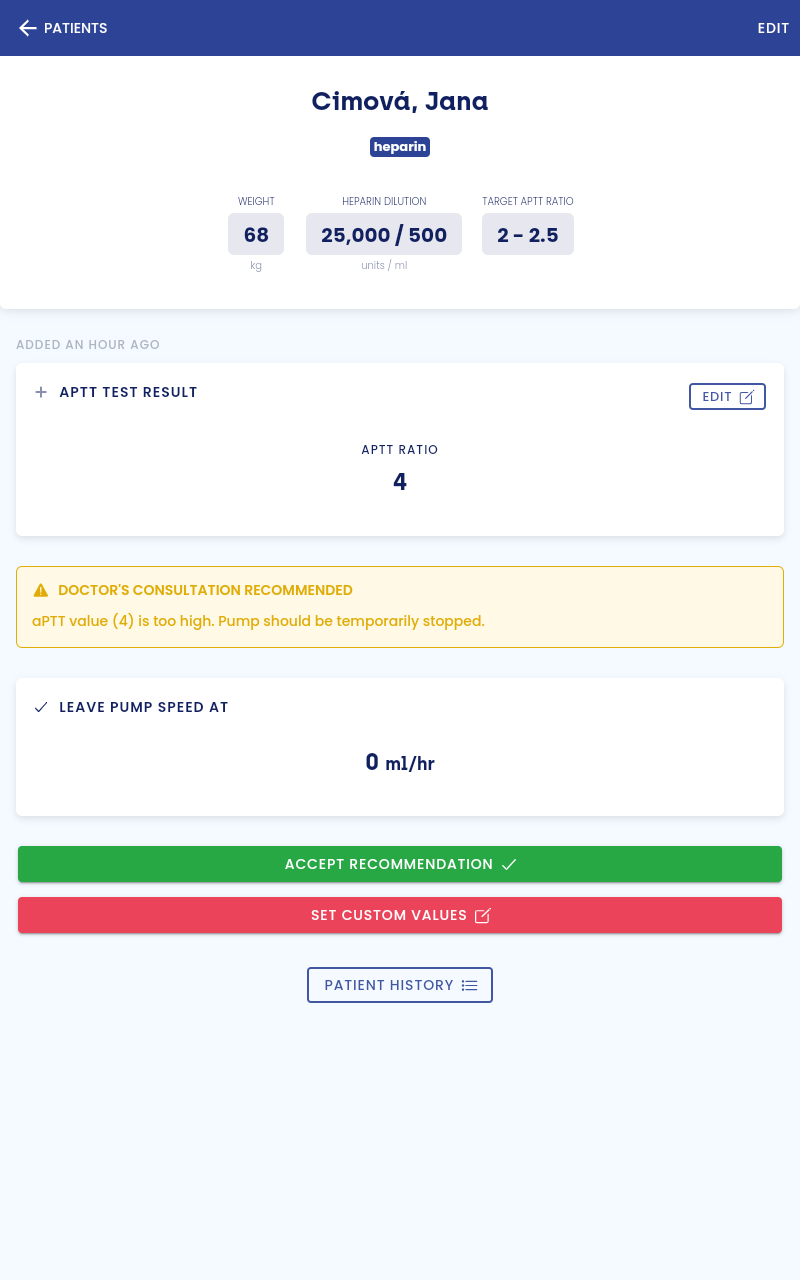 PATIENTS
EDIT
Cimová, Jana
heparin
WEIGHT
HEPARIN DILUTION
TARGET APTT RATIO
68
25,000 / 500
2 – 2.5
kg
units / ml
ADDED AN HOUR AGO
APTT TEST RESULT
EDIT
APTT RATIO
4
DOCTOR'S CONSULTATION RECOMMENDED
aPTT value (4) is too high. Pump should be temporarily stopped.
LEAVE PUMP SPEED AT
0 ml/hr
ACCEPT RECOMMENDATION
SET CUSTOM VALUES
PATIENT HISTORY